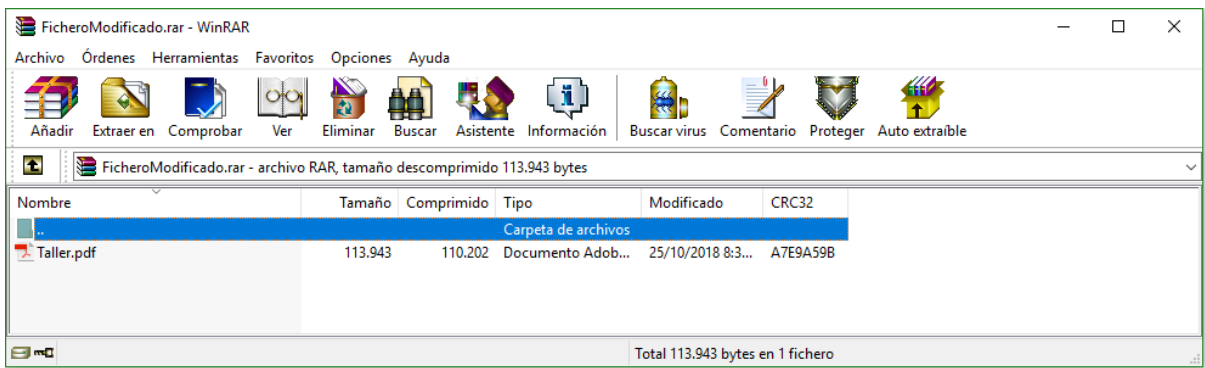 FicheroModificado.rar - WinRAR
Archivo Órdenes Herramientas Favoritos Opciones Ayuda
Añadir Extraer en Comprobar Ver Eliminar Buscar Asistente Información Buscar virus Comentario Proteger Auto extraíble
FicheroModificado.rar - archivo RAR, tamaño descomprimido 113.943 bytes
Nombre Tamaño Comprimido Tipo Modificado CRC32
.. Carpeta de archivos
Taller.pdf 113.943 110.202 Documento Adob... 25/10/2018 8:3... A7E9A59B
Total 113.943 bytes en 1 fichero